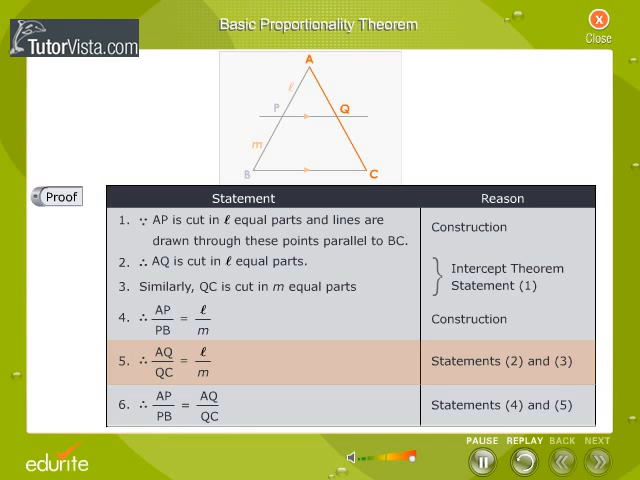 Basic Proportionality Theorem
Close
TutorVista.com
A
ℓ
P
Q
m
B
C
Proof
Statement Reason
1. ∵ AP is cut in ℓ equal parts and lines are
drawn through these points parallel to BC. Construction
2. ∴ AQ is cut in ℓ equal parts.
3. Similarly, QC is cut in m equal parts
} Intercept Theorem
Statement (1)
4. ∴ AP/PB = ℓ/m Construction
5. ∴ AQ/QC = ℓ/m Statements (2) and (3)
6. ∴ AP/PB = AQ/QC Statements (4) and (5)
PAUSE REPLAY BACK NEXT
edurite